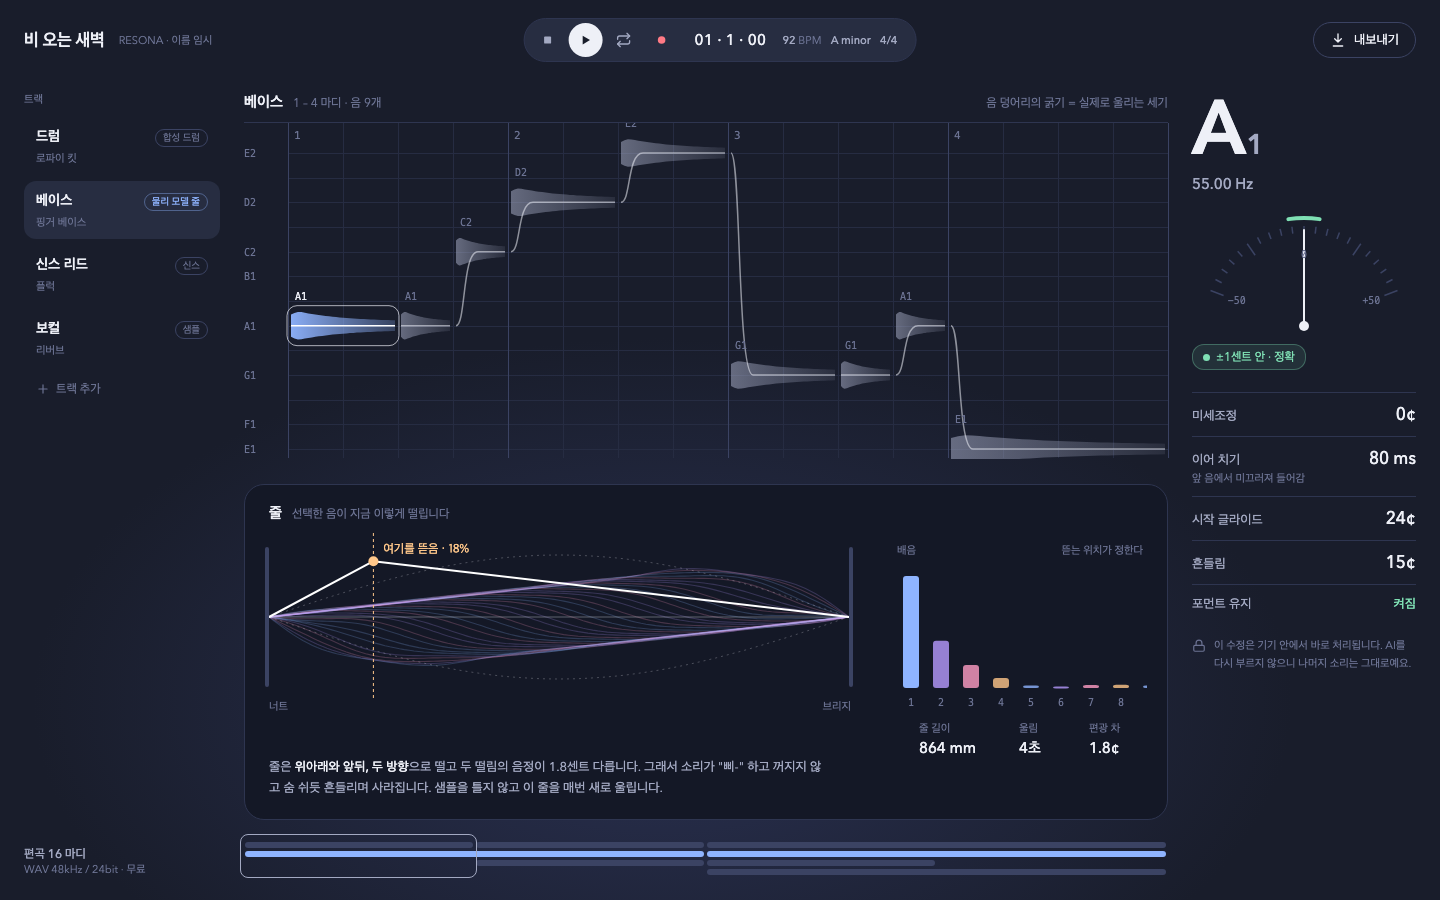 비 오는 새벽 RESONA · 이름 임시
01 · 1 · 00 92 BPM A minor 4/4
내보내기
트랙
드럼 합성 드럼
로파이 킷
베이스 물리 모델 줄
핑거 베이스
신스 리드 신스
플럭
보컬 샘플
리버브
트랙 추가
베이스 1 – 4 마디 · 음 9개 음 덩어리의 굵기 = 실제로 울리는 세기
1 2 3 4
E2 E2
D2 D2
C2 C2
B1
A1 A1 A1 A1
G1 G1 G1
F1
E1 E1
A1
55.00 Hz
0
−50 +50
±1센트 안 · 정확
미세조정 0¢
이어 치기 80 ms
앞 음에서 미끄러져 들어감
시작 글라이드 24¢
흔들림 15¢
포먼트 유지 켜짐
이 수정은 기기 안에서 바로 처리됩니다. AI를
다시 부르지 않으니 나머지 소리는 그대로예요.
줄 선택한 음이 지금 이렇게 떨립니다
여기를 뜯음 · 18%
너트 브리지
배음 뜯는 위치가 정한다
1 2 3 4 5 6 7 8
줄 길이 울림 편광 차
864 mm 4초 1.8¢
줄은 위아래와 앞뒤, 두 방향으로 떨고 두 떨림의 음정이 1.8센트 다릅니다. 그래서 소리가 "삐-" 하고 꺼지지 않
고 숨 쉬듯 흔들리며 사라집니다. 샘플을 틀지 않고 이 줄을 매번 새로 울립니다.
편곡 16 마디
WAV 48kHz / 24bit · 무료